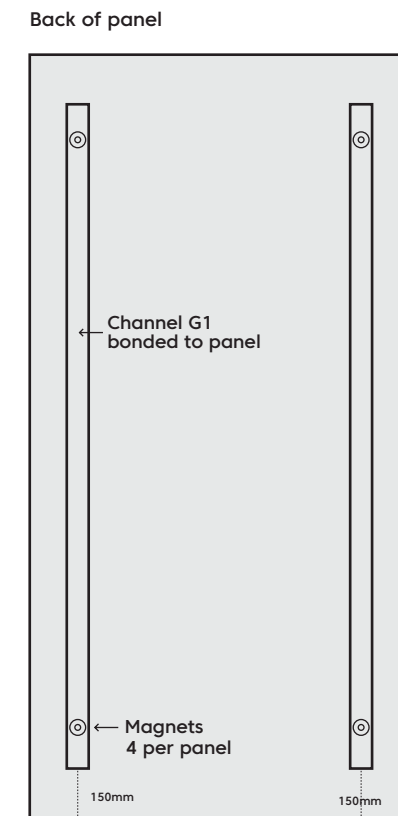 Back of panel
Channel G1
bonded to panel
Magnets
4 per panel
150mm
150mm